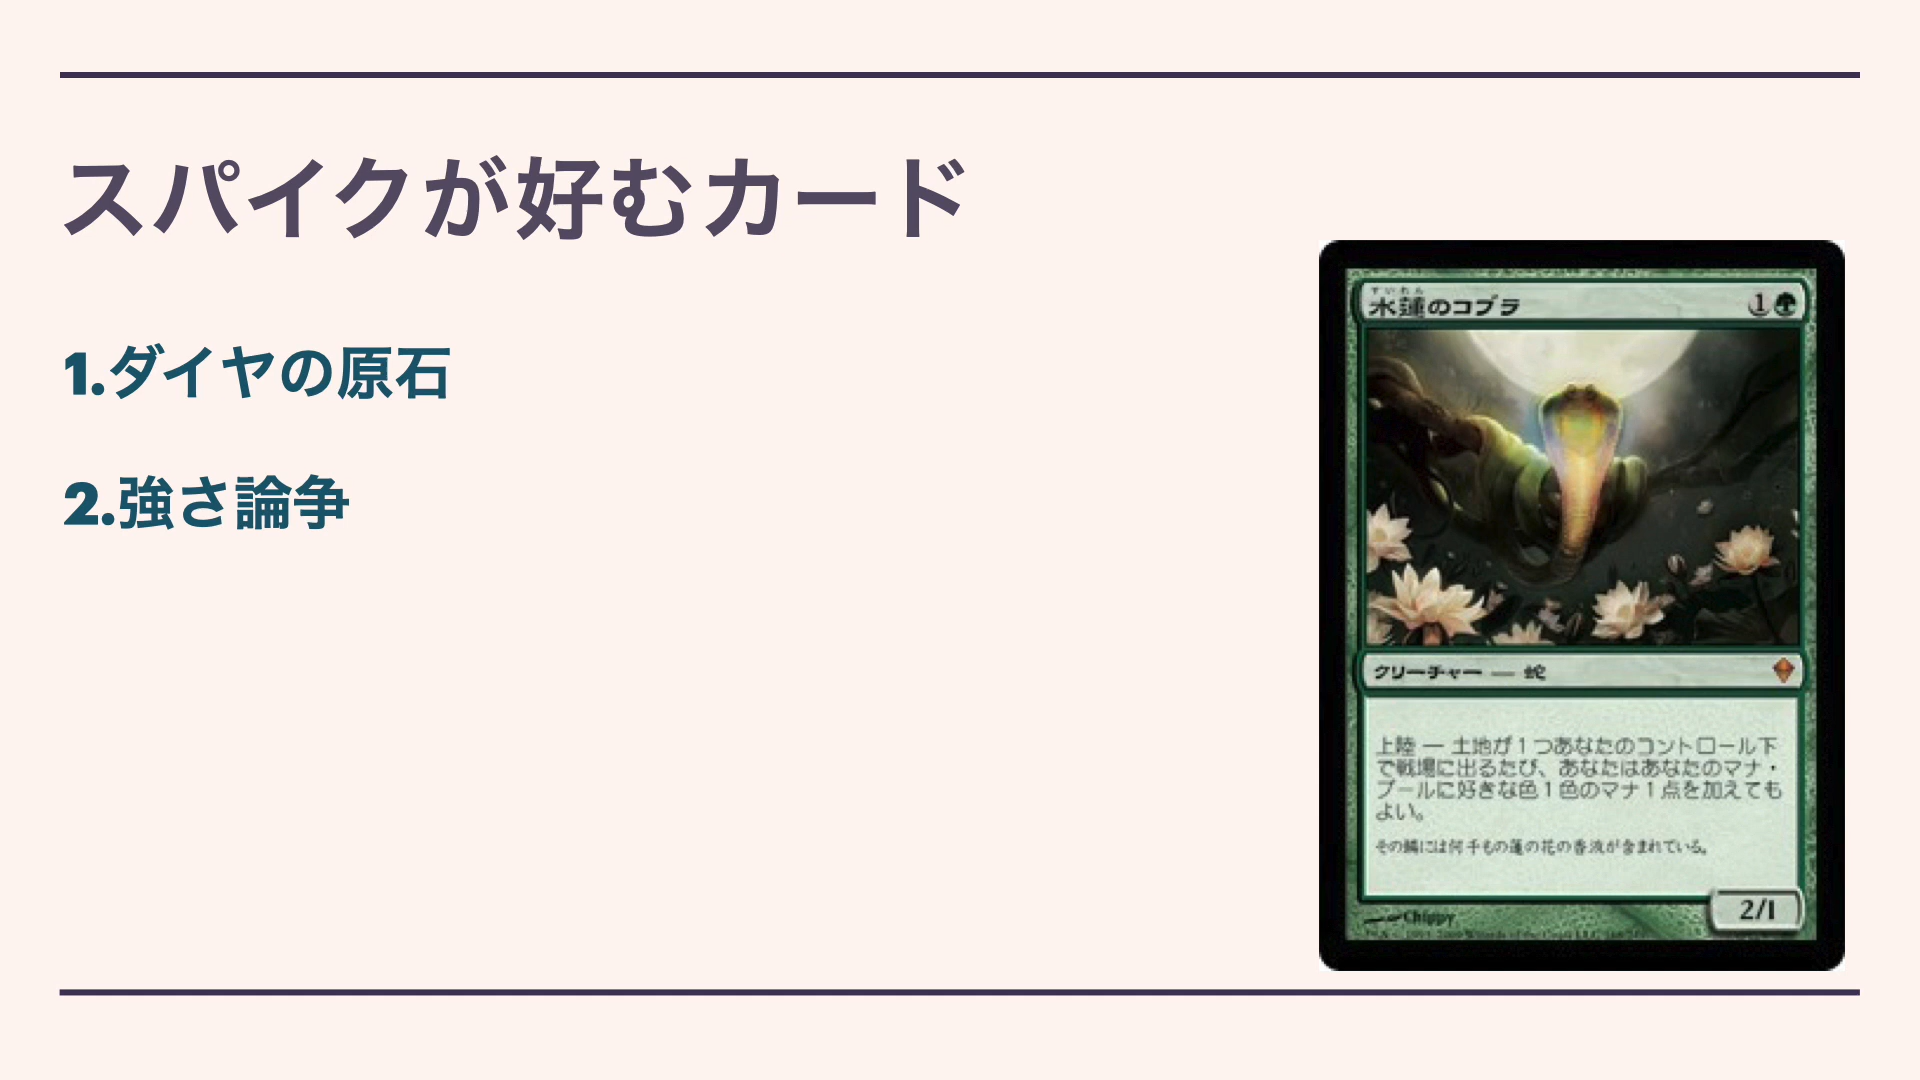 スパイクが好むカード
1.ダイヤの原石
2.強さ論争
すいれん
水蓮のコブラ
1
クリーチャー — 蛇
上陸 — 土地が1つあなたのコントロール下
で戦場に出るたび、あなたはあなたのマナ・
プールに好きな色1色のマナ1点を加えても
よい。
その鱗には何千もの蓮の花の香液が含まれている。
2/1
Chippy